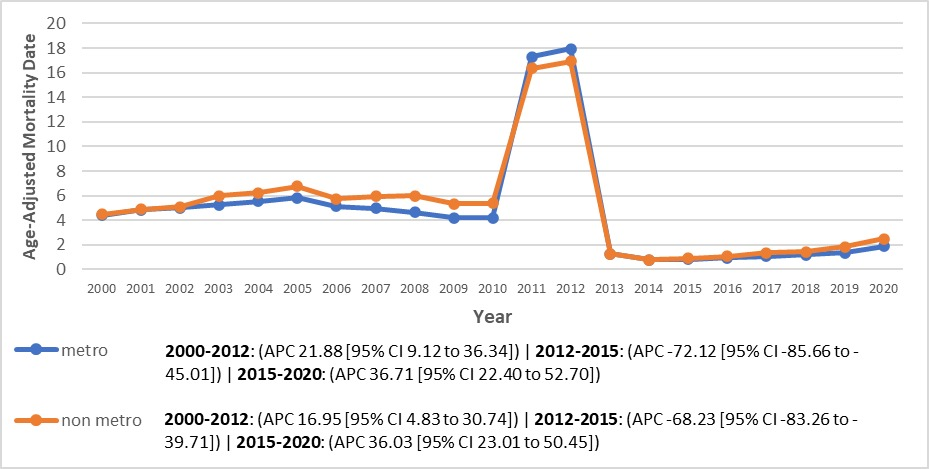 20
18
16
14
12
10
8
6
4
2
0
Age-Adjusted Mortality Date
2000 2001 2002 2003 2004 2005 2006 2007 2008 2009 2010 2011 2012 2013 2014 2015 2016 2017 2018 2019 2020
Year
metro 2000-2012: (APC 21.88 [95% CI 9.12 to 36.34]) | 2012-2015: (APC -72.12 [95% CI -85.66 to -
45.01]) | 2015-2020: (APC 36.71 [95% CI 22.40 to 52.70])
non metro 2000-2012: (APC 16.95 [95% CI 4.83 to 30.74]) | 2012-2015: (APC -68.23 [95% CI -83.26 to -
39.71]) | 2015-2020: (APC 36.03 [95% CI 23.01 to 50.45])